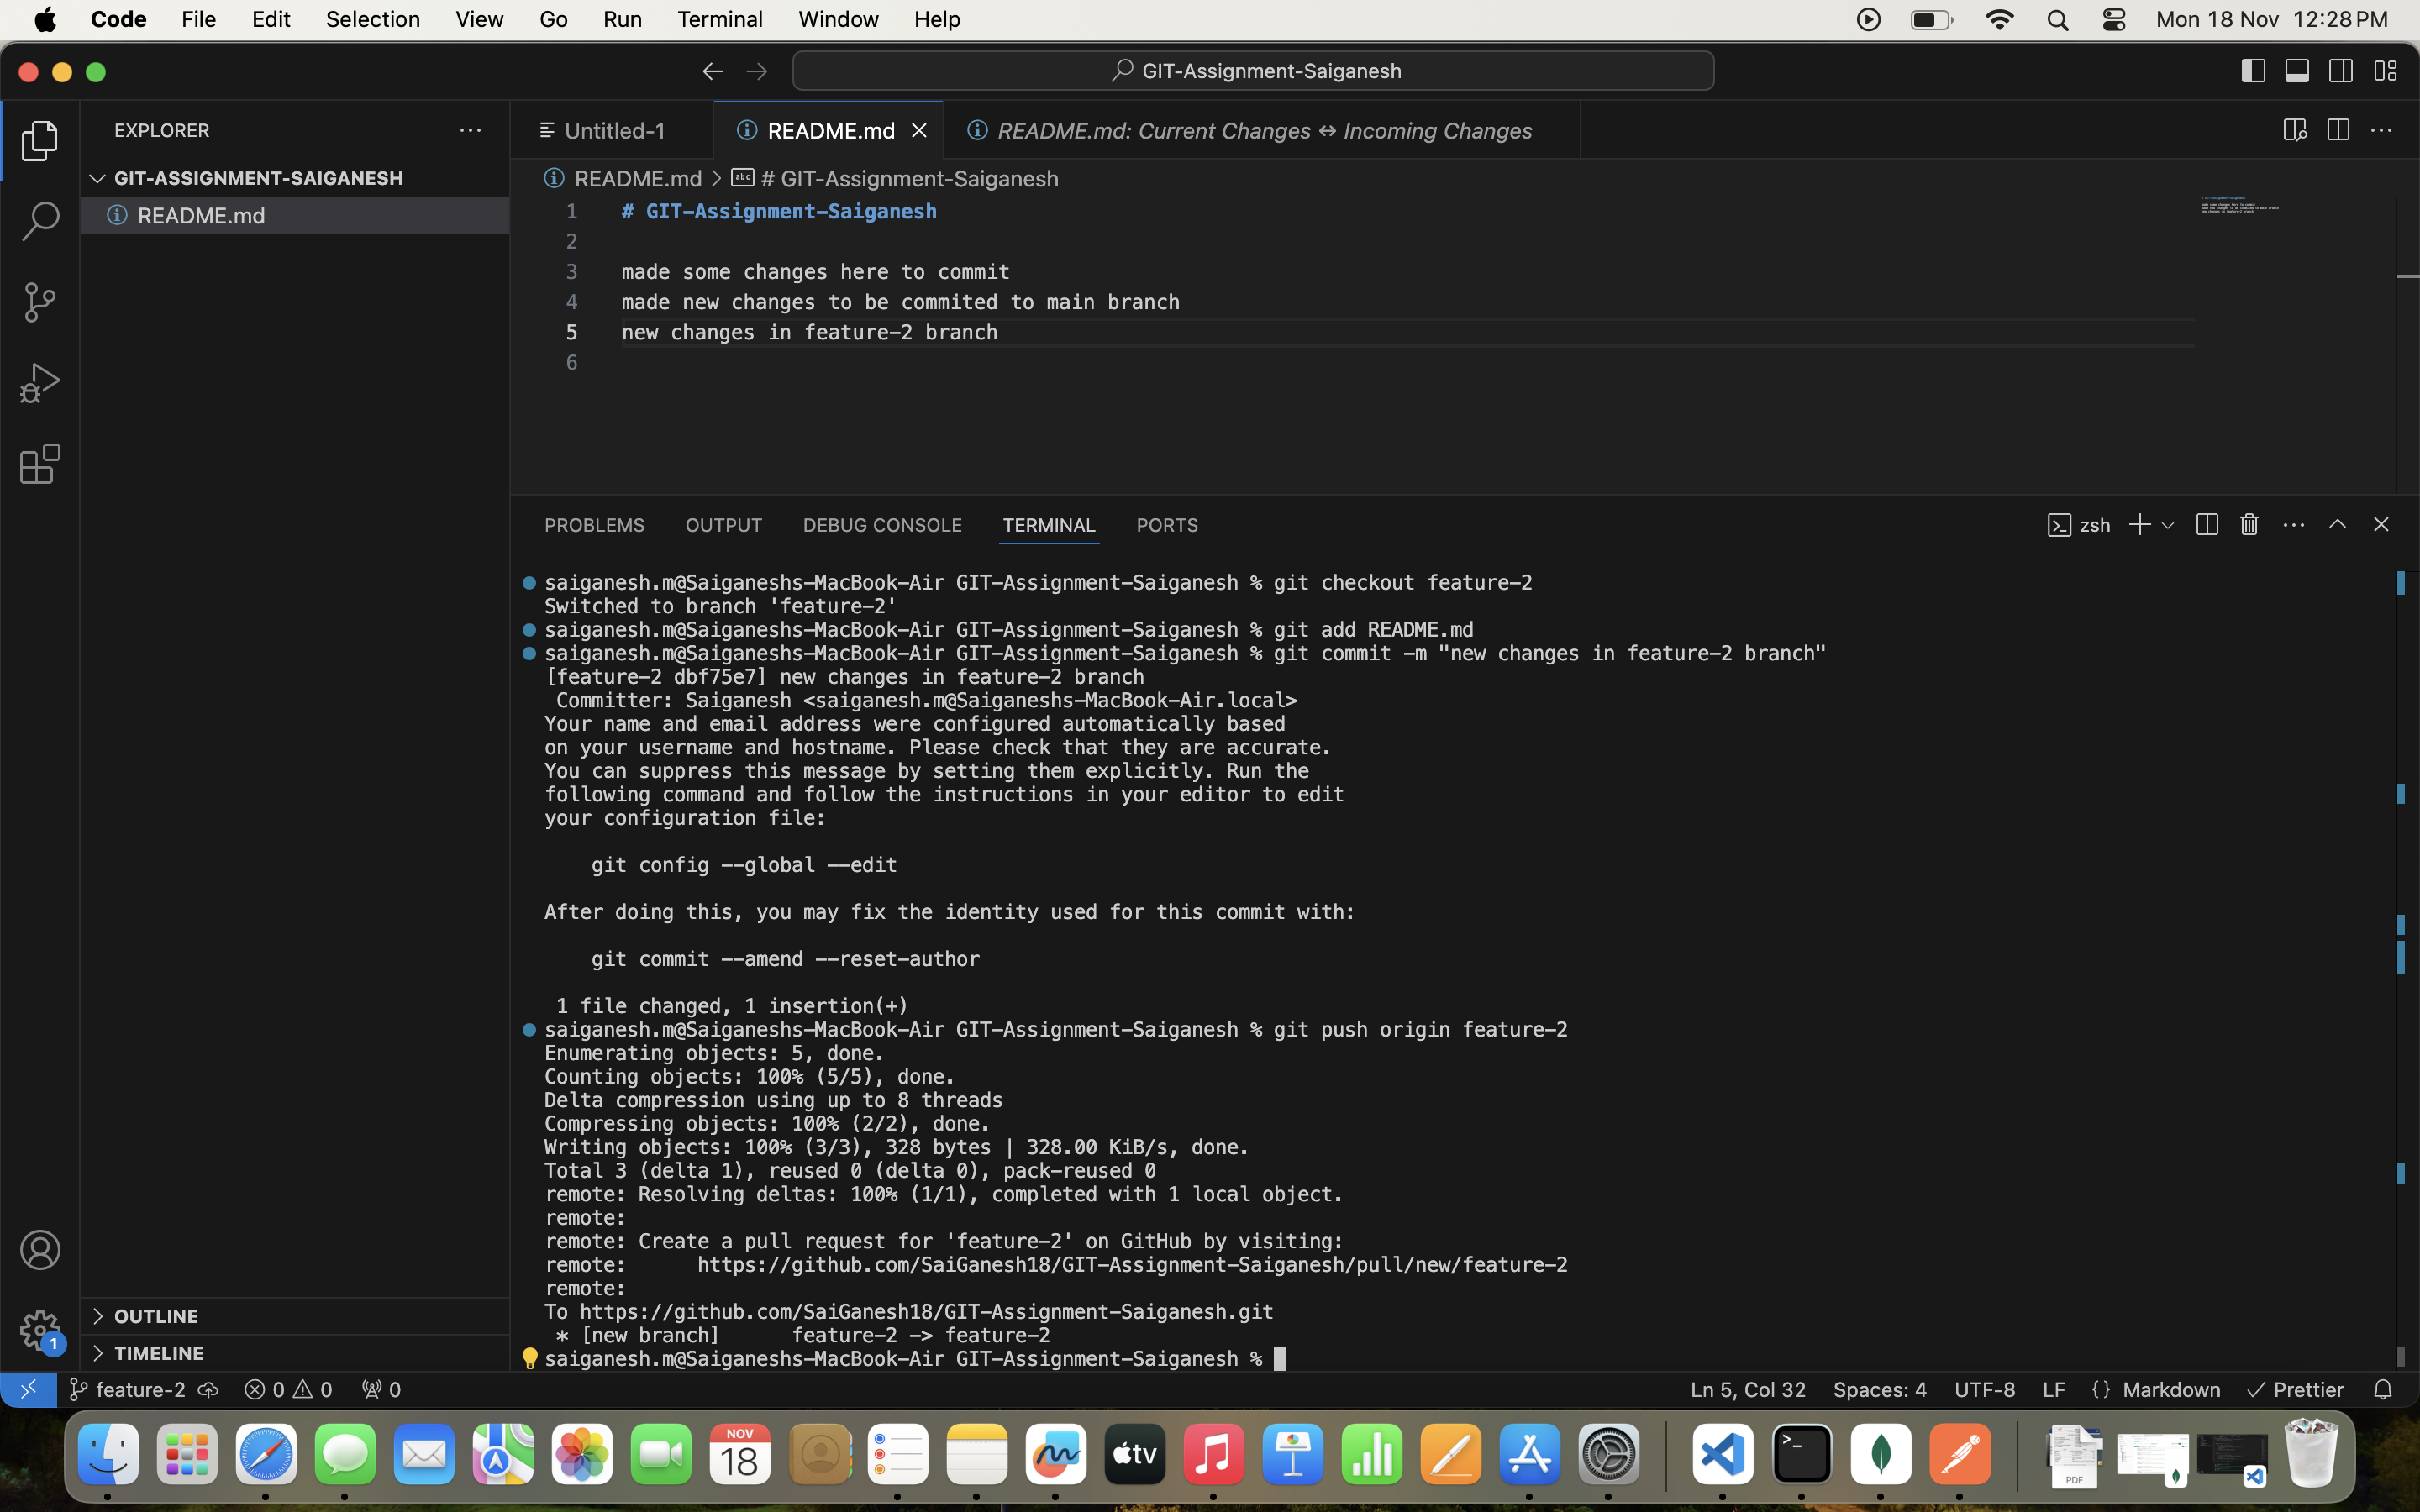 Code File Edit Selection View Go Run Terminal Window Help Mon 18 Nov 12:28 PM
GIT-Assignment-Saiganesh
EXPLORER
Untitled-1 README.md README.md: Current Changes ↔ Incoming Changes
GIT-ASSIGNMENT-SAIGANESH
README.md
README.md > # GIT-Assignment-Saiganesh
1 # GIT-Assignment-Saiganesh
2
3 made some changes here to commit
4 made new changes to be commited to main branch
5 new changes in feature-2 branch
6
PROBLEMS OUTPUT DEBUG CONSOLE TERMINAL PORTS zsh
saiganesh.m@Saiganeshs-MacBook-Air GIT-Assignment-Saiganesh % git checkout feature-2
Switched to branch 'feature-2'
saiganesh.m@Saiganeshs-MacBook-Air GIT-Assignment-Saiganesh % git add README.md
saiganesh.m@Saiganeshs-MacBook-Air GIT-Assignment-Saiganesh % git commit -m "new changes in feature-2 branch"
[feature-2 dbf75e7] new changes in feature-2 branch
Committer: Saiganesh <saiganesh.m@Saiganeshs-MacBook-Air.local>
Your name and email address were configured automatically based
on your username and hostname. Please check that they are accurate.
You can suppress this message by setting them explicitly. Run the
following command and follow the instructions in your editor to edit
your configuration file:
git config --global --edit
After doing this, you may fix the identity used for this commit with:
git commit --amend --reset-author
1 file changed, 1 insertion(+)
saiganesh.m@Saiganeshs-MacBook-Air GIT-Assignment-Saiganesh % git push origin feature-2
Enumerating objects: 5, done.
Counting objects: 100% (5/5), done.
Delta compression using up to 8 threads
Compressing objects: 100% (2/2), done.
Writing objects: 100% (3/3), 328 bytes | 328.00 KiB/s, done.
Total 3 (delta 1), reused 0 (delta 0), pack-reused 0
remote: Resolving deltas: 100% (1/1), completed with 1 local object.
remote:
remote: Create a pull request for 'feature-2' on GitHub by visiting:
remote: https://github.com/SaiGanesh18/GIT-Assignment-Saiganesh/pull/new/feature-2
remote:
To https://github.com/SaiGanesh18/GIT-Assignment-Saiganesh.git
* [new branch] feature-2 -> feature-2
saiganesh.m@Saiganeshs-MacBook-Air GIT-Assignment-Saiganesh %
OUTLINE
1
TIMELINE
feature-2 0 0 0 Ln 5, Col 32 Spaces: 4 UTF-8 LF {} Markdown Prettier
NOV
18
tv
>_
PDF